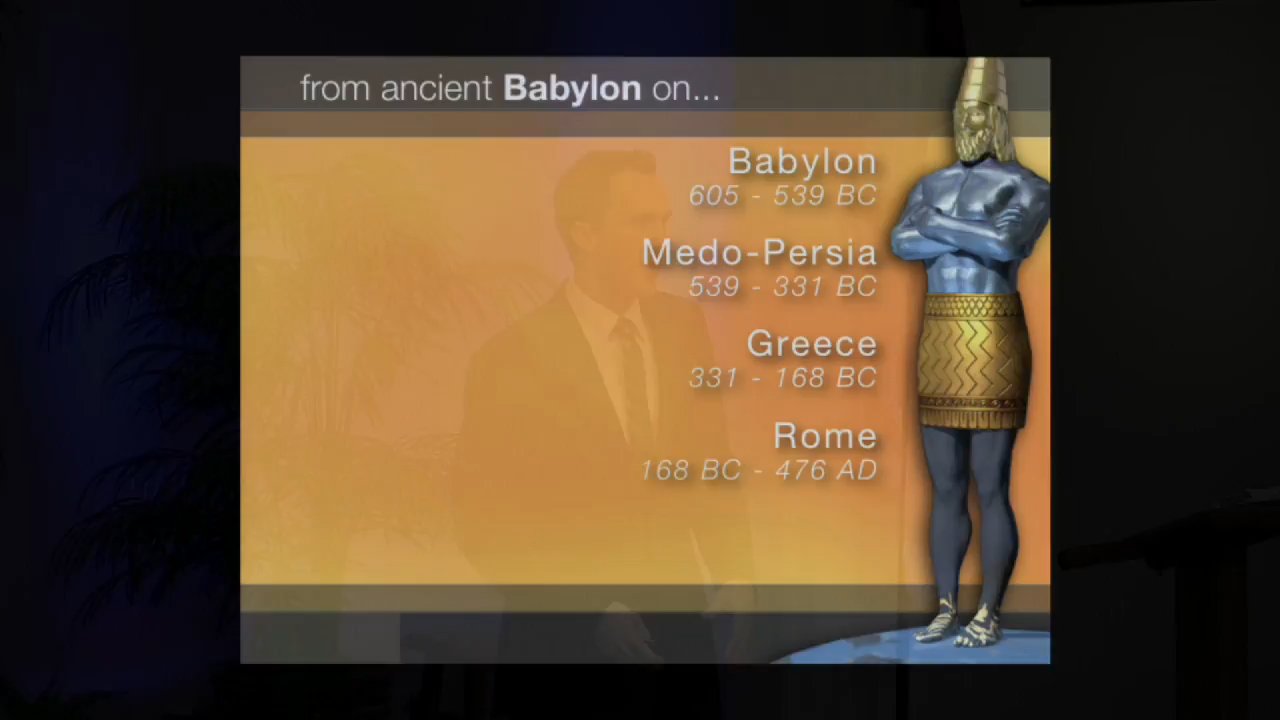 from ancient Babylon on...
Babylon
605 - 539 BC
Medo-Persia
539 - 331 BC
Greece
331 - 168 BC
Rome
168 BC - 476 AD